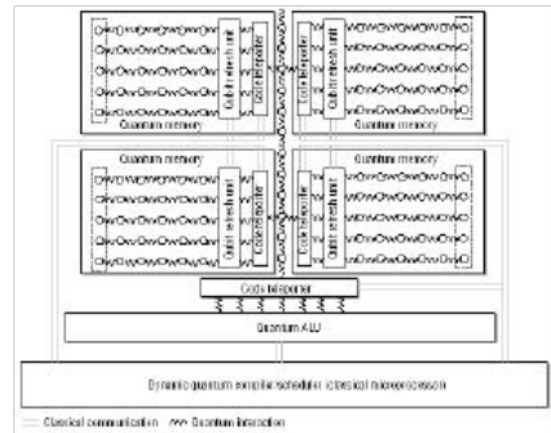 Qubit refresh unit
Code teleporter
Code teleporter
Qubit refresh unit
Quantum memory
Quantum memory
Quantum memory
Quantum memory
Qubit refresh unit
Code teleporter
Code teleporter
Qubit refresh unit
Code teleporter
Quantum ALU
Dynamic quantum compiler/scheduler (classical microprocessor)
Classical communication
Quantum interaction